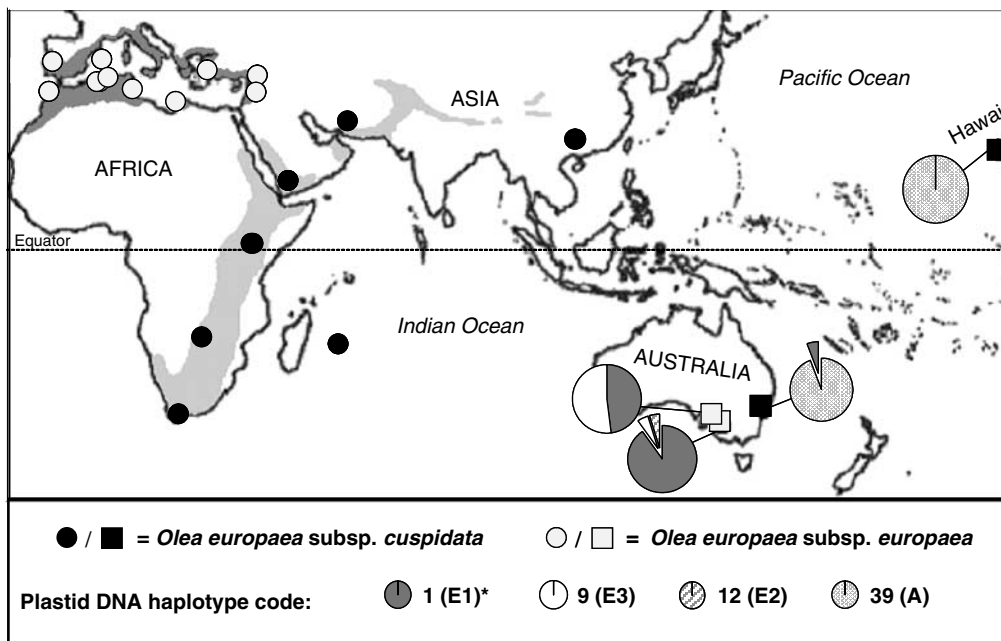 Pacific Ocean
ASIA
Hawaii
AFRICA
Equator
Indian Ocean
AUSTRALIA
● / ■ = Olea europaea subsp. cuspidata
○ / □ = Olea europaea subsp. europaea
Plastid DNA haplotype code: 1 (E1)* 9 (E3) 12 (E2) 39 (A)